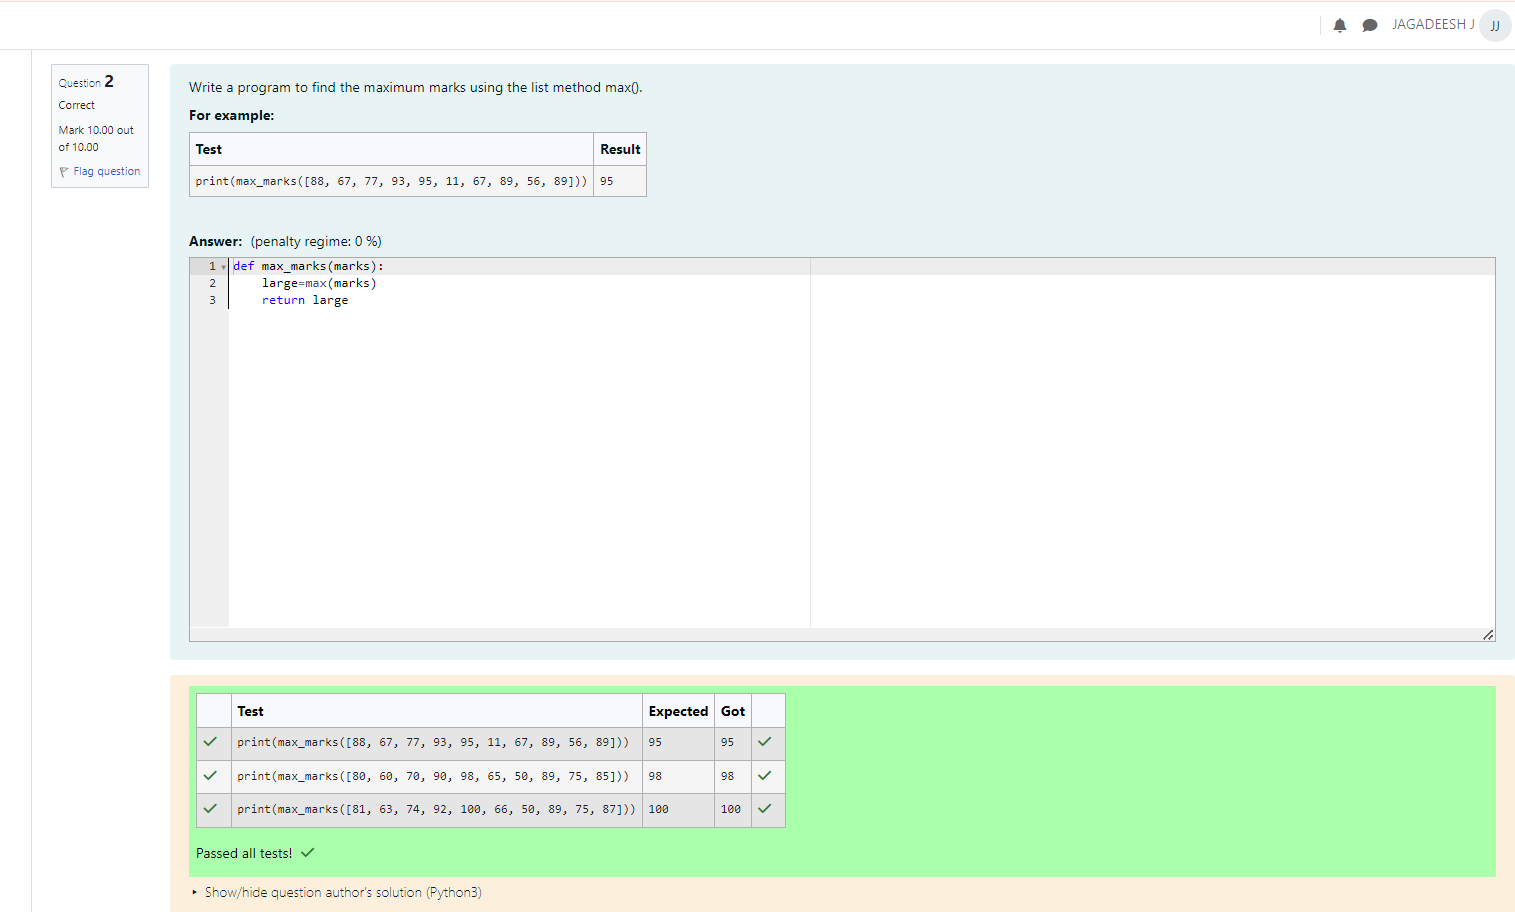 JAGADEESH J JJ
Question 2
Correct
Mark 10.00 out
of 10.00
Flag question
Write a program to find the maximum marks using the list method max().
For example:
Test Result
print(max_marks([88, 67, 77, 93, 95, 11, 67, 89, 56, 89])) 95
Answer: (penalty regime: 0 %)
1 def max_marks(marks):
2 large=max(marks)
3 return large
Test Expected Got
print(max_marks([88, 67, 77, 93, 95, 11, 67, 89, 56, 89])) 95 95
print(max_marks([80, 60, 70, 90, 98, 65, 50, 89, 75, 85])) 98 98
print(max_marks([81, 63, 74, 92, 100, 66, 50, 89, 75, 87])) 100 100
Passed all tests!
Show/hide question author's solution (Python3)